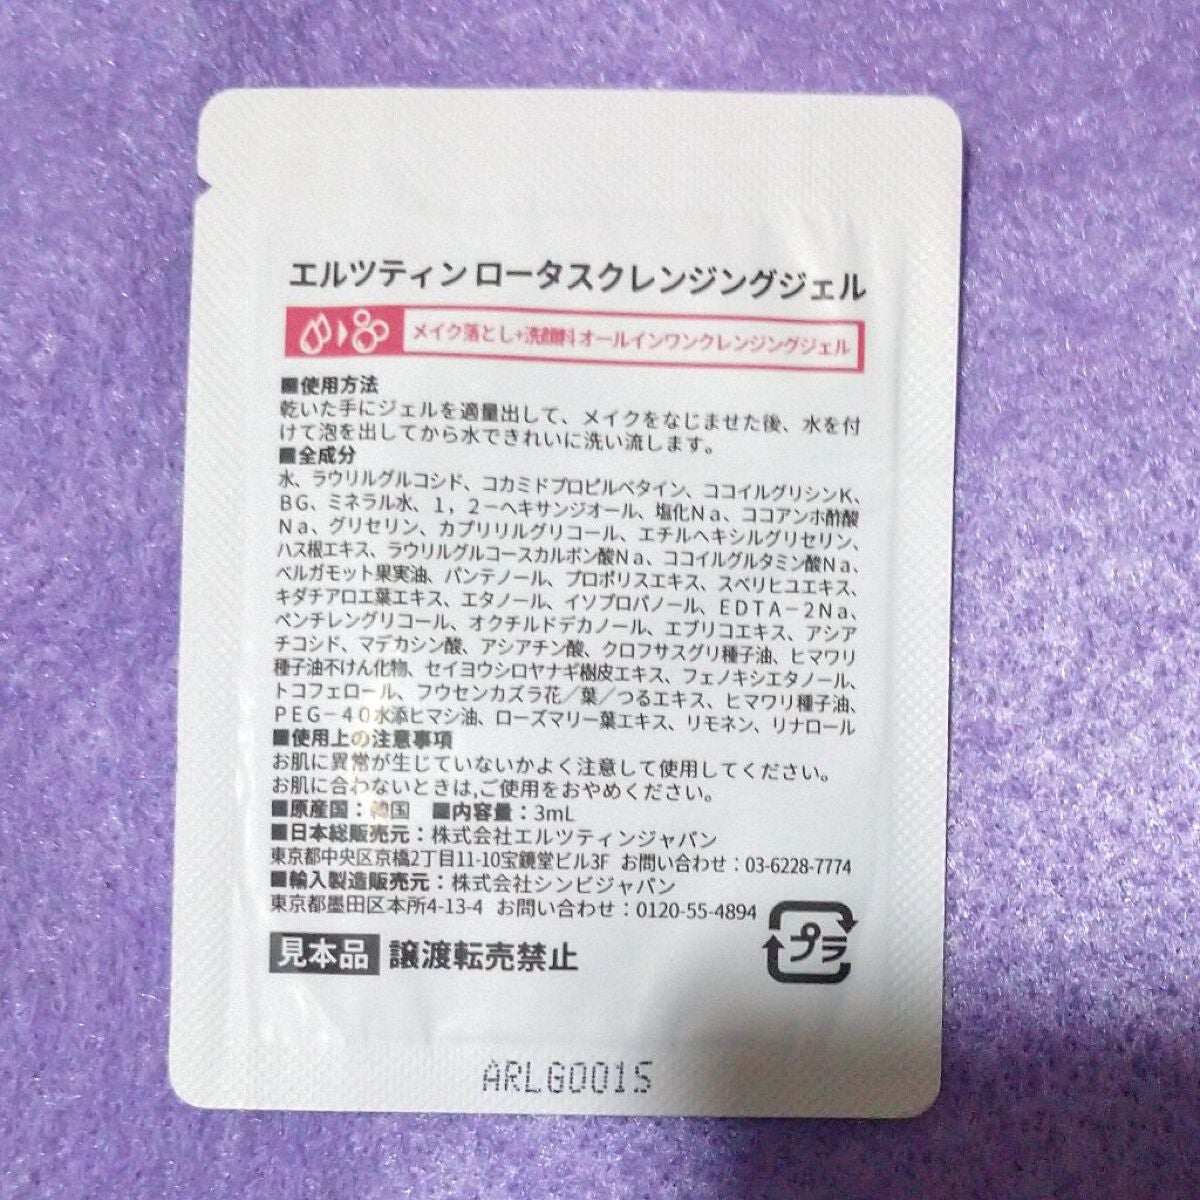 エルツティン ロータスクレンジングジェル
メイク落とし+洗顔料 オールインワンクレンジングジェル
■使用方法
乾いた手にジェルを適量出して、メイクをなじませた後、水を付
けて泡を出してから水できれいに洗い流します。
■全成分
水、ラウリルグルコシド、コカミドプロピルベタイン、ココイルグリシンK、
BG、ミネラル水、1,2-ヘキサンジオール、塩化Na、ココアンホ酢酸
Na、グリセリン、カプリリルグリコール、エチルヘキシルグリセリン、
ハス根エキス、ラウリルグルコースカルボン酸Na、ココイルグルタミン酸Na、
ベルガモット果実油、パンテノール、プロポリスエキス、スベリヒユエキス、
キダチアロエ葉エキス、エタノール、イソプロパノール、EDTA-2Na、
ペンチレングリコール、オクチルドデカノール、エブリコエキス、アシア
チコシド、マデカシン酸、アシアチン酸、クロフサスグリ種子油、ヒマワリ
種子油不けん化物、セイヨウシロヤナギ樹皮エキス、フェノキシエタノール、
トコフェロール、フウセンカズラ花/葉/つるエキス、ヒマワリ種子油、
PEG-40水添ヒマシ油、ローズマリー葉エキス、リモネン、リナロール
■使用上の注意事項
お肌に異常が生じていないかよく注意して使用してください。
お肌に合わないときは,ご使用をおやめください。
■原産国:韓国 ■内容量:3mL
■日本総販売元:株式会社エルツティンジャパン
東京都中央区京橋2丁目11-10宝鏡堂ビル3F お問い合わせ:03-6228-7774
■輸入製造販売元:株式会社シンビジャパン
東京都墨田区本所4-13-4 お問い合わせ:0120-55-4894
見本品 譲渡転売禁止
プラ
ARLG001S